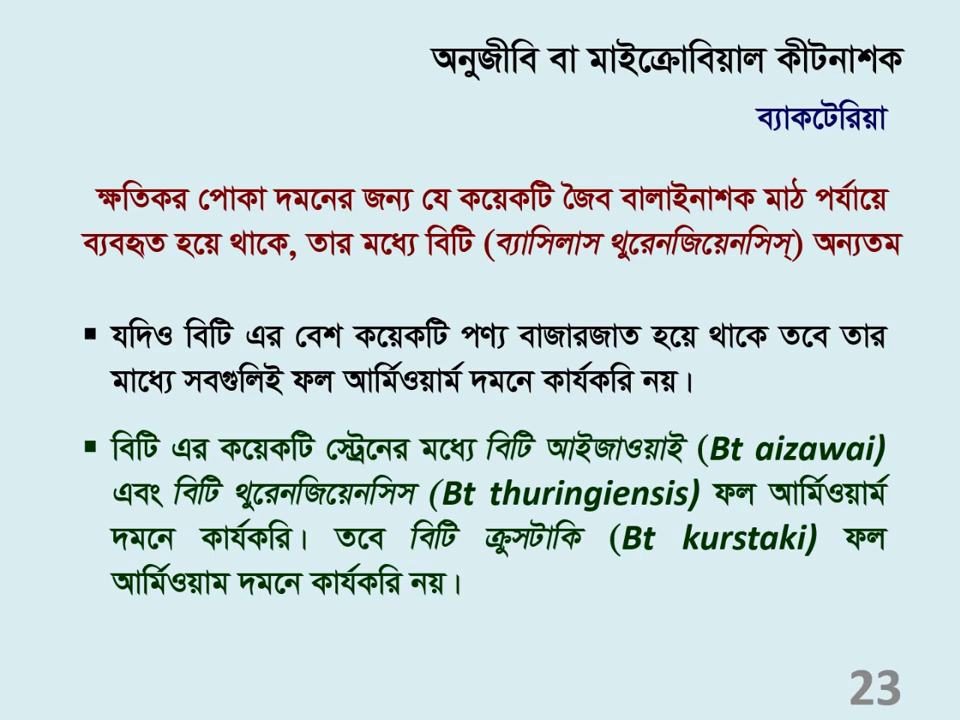 অনুজীবি বা মাইক্রোবিয়াল কীটনাশক
ব্যাকটেরিয়া
ক্ষতিকর পোকা দমনের জন্য যে কয়েকটি জৈব বালাইনাশক মাঠ পর্যায়ে
ব্যবহৃত হয়ে থাকে, তার মধ্যে বিটি (ব্যাসিলাস থুরেনজিয়েনসিস্) অন্যতম
▪ যদিও বিটি এর বেশ কয়েকটি পণ্য বাজারজাত হয়ে থাকে তবে তার
মাধ্যে সবগুলিই ফল আর্মিওয়ার্ম দমনে কার্যকরি নয়।
▪ বিটি এর কয়েকটি স্ট্রেনের মধ্যে বিটি আইজাওয়াই (Bt aizawai)
এবং বিটি থুরেনজিয়েনসিস (Bt thuringiensis) ফল আর্মিওয়ার্ম
দমনে কার্যকরি। তবে বিটি ক্রুসটাকি (Bt kurstaki) ফল
আর্মিওয়াম দমনে কার্যকরি নয়।
23